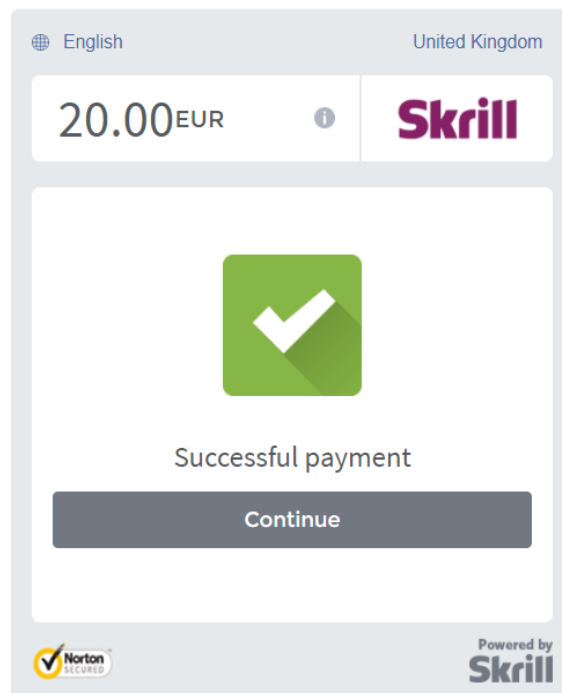 English
United Kingdom
20.00EUR
i
Skrill
Successful payment
Continue
Norton
SECURED
Powered by
Skrill